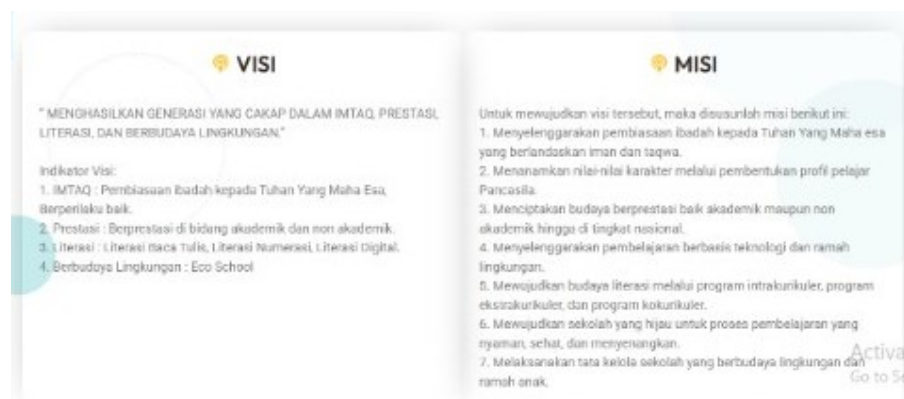 VISI
" MENGHASILKAN GENERASI YANG CAKAP DALAM IMTAQ, PRESTASI,
LITERASI, DAN BERBUDAYA LINGKUNGAN."
Indikator Visi:
1. IMTAQ : Pembiasaan ibadah kepada Tuhan Yang Maha Esa,
Berperilaku baik.
2. Prestasi : Berprestasi di bidang akademik dan non akademik.
3. Literasi : Literasi Baca Tulis, Literasi Numerasi, Literasi Digital.
4. Berbudaya Lingkungan : Eco School
MISI
Untuk mewujudkan visi tersebut, maka disusunlah misi berikut ini:
1. Menyelenggarakan pembiasaan ibadah kepada Tuhan Yang Maha esa
yang berlandaskan iman dan taqwa.
2. Menanamkan nilai-nilai karakter melalui pembentukan profil pelajar
Pancasila.
3. Menciptakan budaya berprestasi baik akademik maupun non
akademik hingga di tingkat nasional.
4. Menyelenggarakan pembelajaran berbasis teknologi dan ramah
lingkungan.
5. Mewujudkan budaya literasi melalui program intrakurikuler, program
ekstrakurikuler, dan program kokurikuler.
6. Mewujudkan sekolah yang hijau untuk proses pembelajaran yang
nyaman, sehat, dan menyenangkan.
7. Melaksanakan tata kelola sekolah yang berbudaya lingkungan dan
ramah anak.
Activa
Go to Se